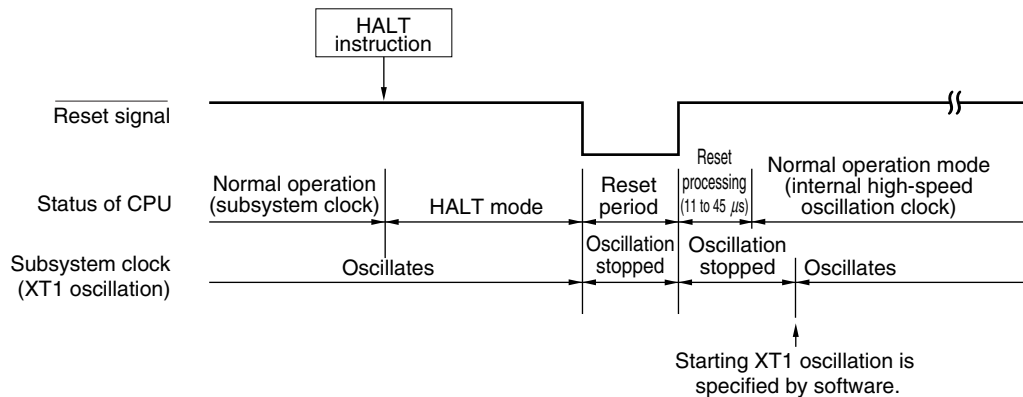 HALT
instruction
Reset signal
Status of CPU
Normal operation
(subsystem clock)
HALT mode
Reset
period
Reset
processing
(11 to 45 μs)
Normal operation mode
(internal high-speed
oscillation clock)
Subsystem clock
(XT1 oscillation)
Oscillates
Oscillation
stopped
Oscillation
stopped
Oscillates
Starting XT1 oscillation is
specified by software.